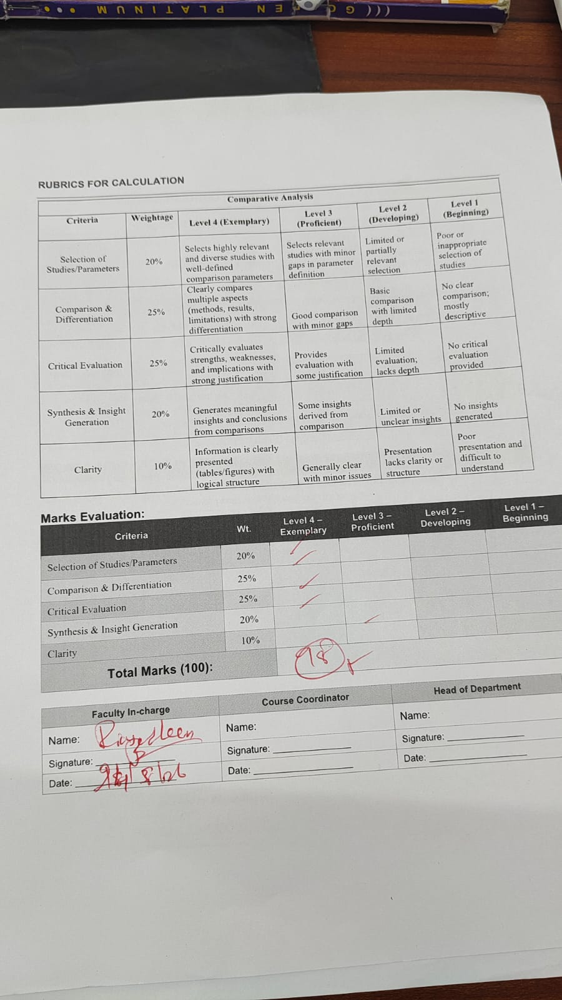 GOLDEN PLATINUM
RUBRICS FOR CALCULATION
Comparative Analysis
Criteria Weightage Level 4 (Exemplary) Level 3 (Proficient) Level 2 (Developing) Level 1 (Beginning)
Selection of Studies/Parameters 20% Selects highly relevant and diverse studies with well-defined comparison parameters Selects relevant studies with minor gaps in parameter definition Limited or partially relevant selection Poor or inappropriate selection of studies
Comparison & Differentiation 25% Clearly compares multiple aspects (methods, results, limitations) with strong differentiation Good comparison with minor gaps Basic comparison with limited depth No clear comparison; mostly descriptive
Critical Evaluation 25% Critically evaluates strengths, weaknesses, and implications with strong justification Provides evaluation with some justification Limited evaluation; lacks depth No critical evaluation provided
Synthesis & Insight Generation 20% Generates meaningful insights and conclusions from comparisons Some insights derived from comparison Limited or unclear insights No insights generated
Clarity 10% Information is clearly presented (tables/figures) with logical structure Generally clear with minor issues Presentation lacks clarity or structure Poor presentation and difficult to understand
Marks Evaluation:
Criteria Wt. Level 4 – Exemplary Level 3 – Proficient Level 2 – Developing Level 1 – Beginning
Selection of Studies/Parameters 20%
Comparison & Differentiation 25%
Critical Evaluation 25%
Synthesis & Insight Generation 20%
Clarity 10%
Total Marks (100): 98
Faculty In-charge Course Coordinator Head of Department
Name: Name: Name:
Signature: Signature: Signature:
Date: Date: Date: